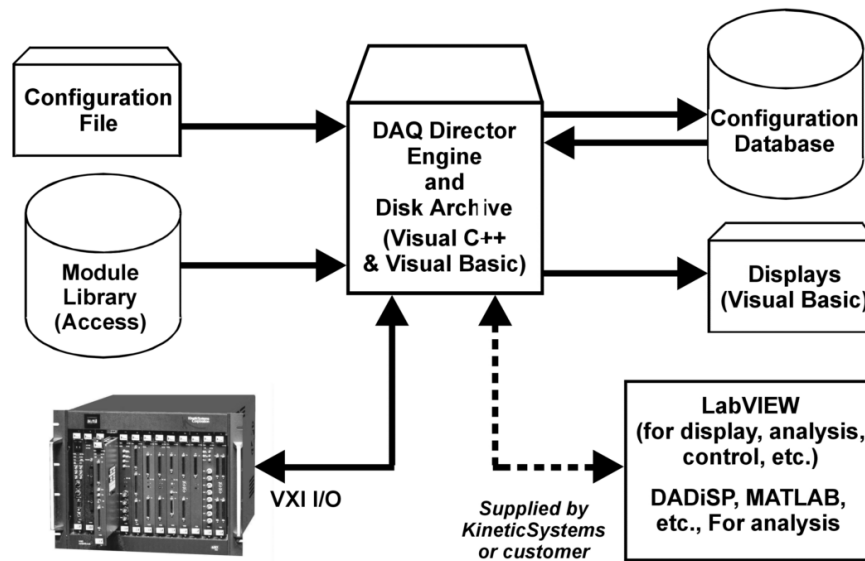 Configuration
File
DAQ Director
Engine
and
Disk Archive
(Visual C++
& Visual Basic)
Configuration
Database
Module
Library
(Access)
Displays
(Visual Basic)
VXI I/O
Supplied by
KineticSystems
or customer
LabVIEW
(for display, analysis,
control, etc.)
DADiSP, MATLAB,
etc., For analysis